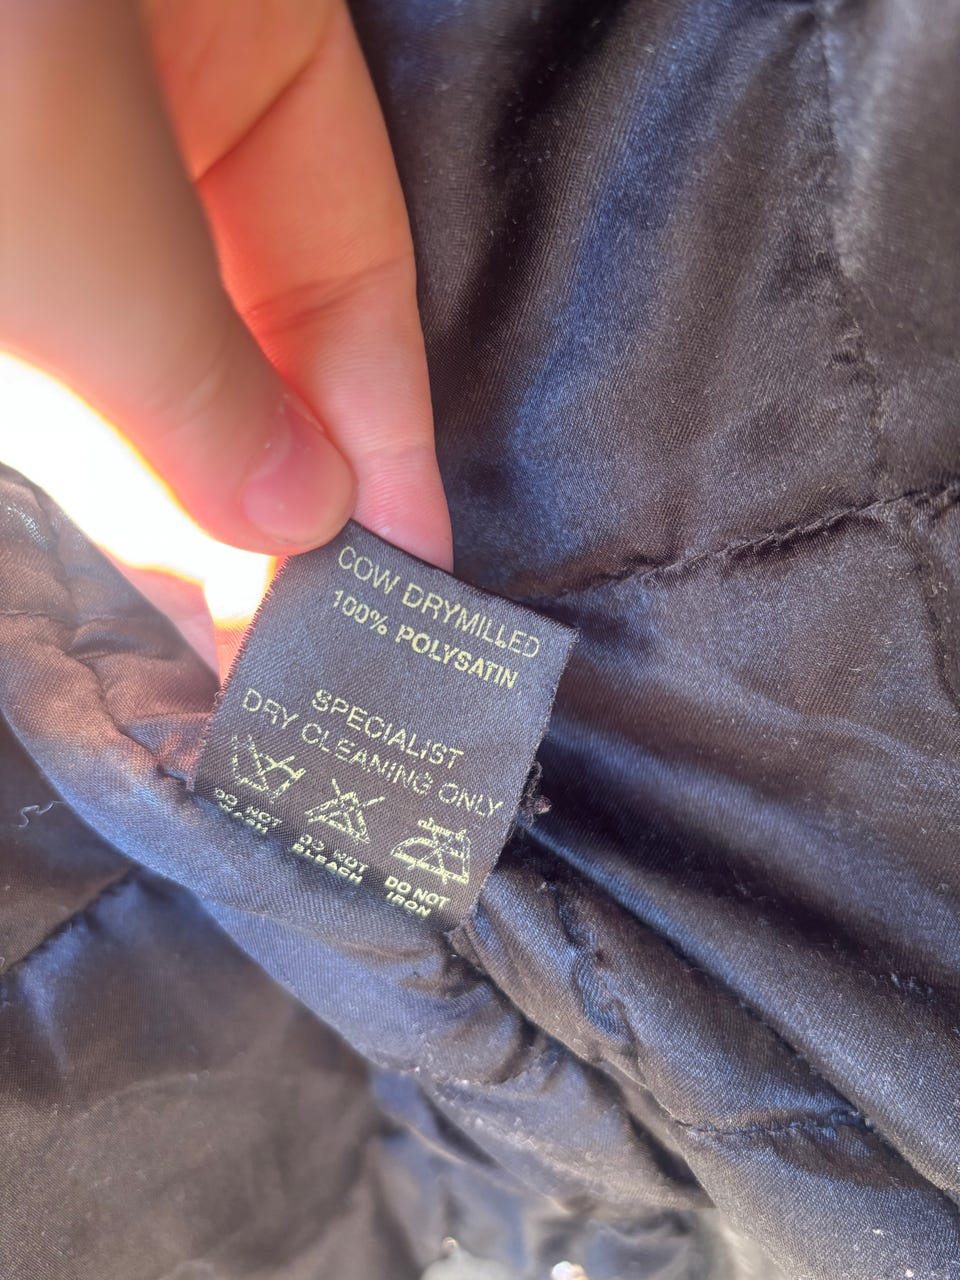 COW DRYMILLED
100% POLYSATIN
SPECIALIST
DRY CLEANING ONLY
DO NOT
WASH
DO NOT
BLEACH
DO NOT
IRON